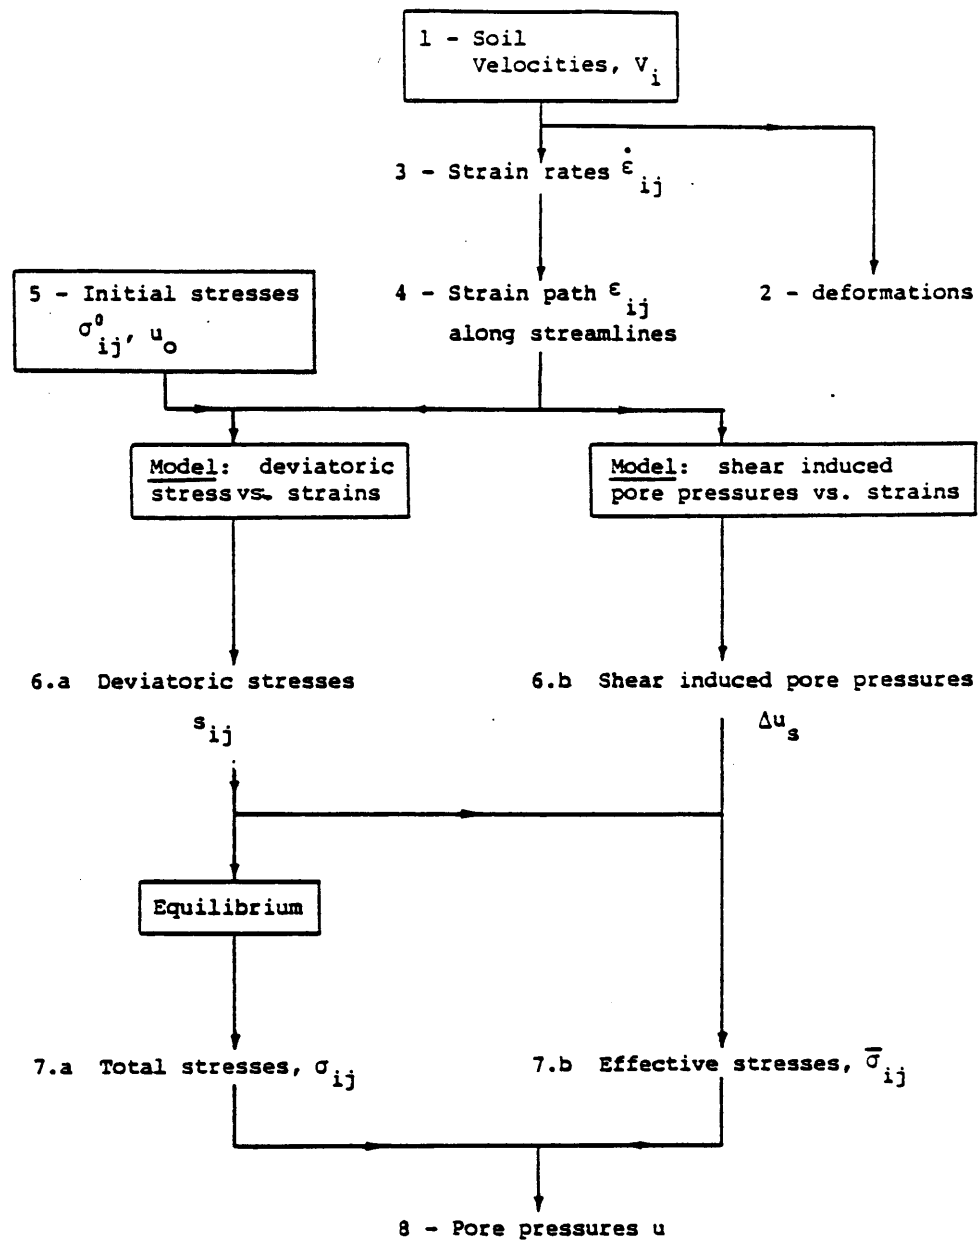 1 - Soil
Velocities, V_i
3 - Strain rates ε̇_ij
5 - Initial stresses
σ⁰_ij, u_o
4 - Strain path ε_ij
along streamlines
2 - deformations
Model: deviatoric
stress vs. strains
Model: shear induced
pore pressures vs. strains
6.a Deviatoric stresses
s_ij
6.b Shear induced pore pressures
Δu_s
Equilibrium
7.a Total stresses, σ_ij
7.b Effective stresses, σ̄_ij
8 - Pore pressures u